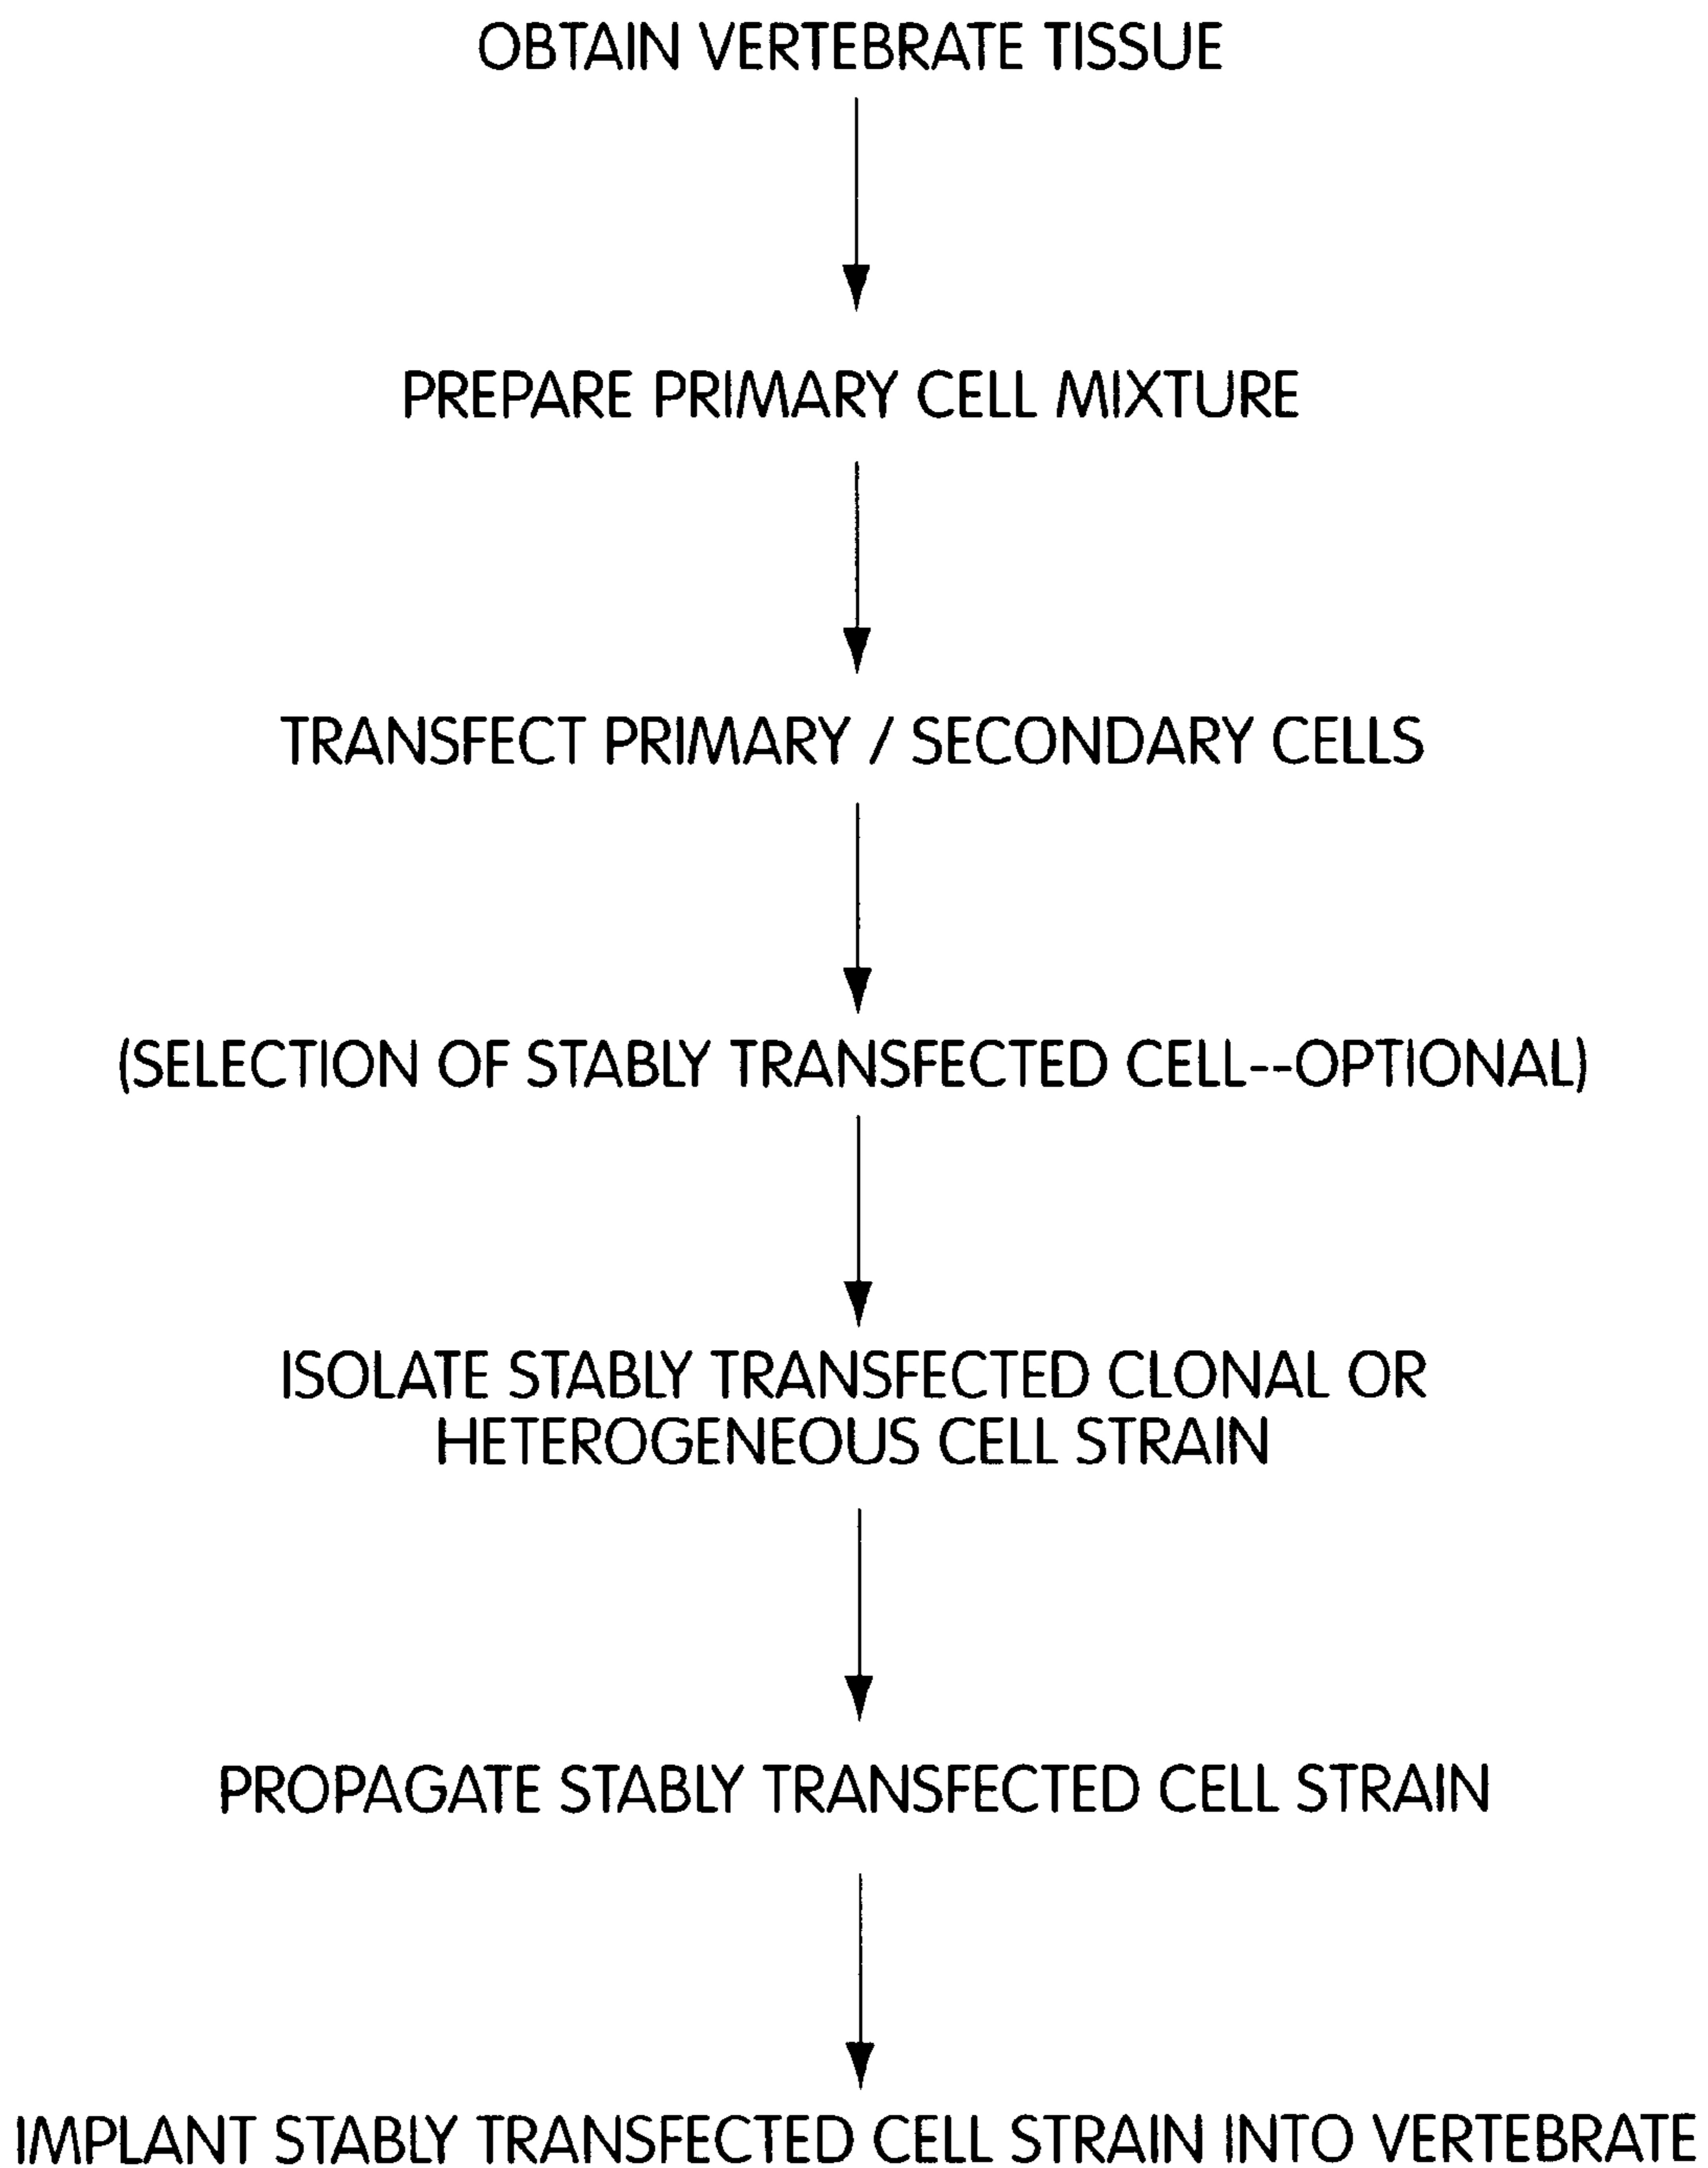 OBTAIN VERTEBRATE TISSUE
PREPARE PRIMARY CELL MIXTURE
TRANSFECT PRIMARY / SECONDARY CELLS
(SELECTION OF STABLY TRANSFECTED CELL--OPTIONAL)
ISOLATE STABLY TRANSFECTED CLONAL OR
HETEROGENEOUS CELL STRAIN
PROPAGATE STABLY TRANSFECTED CELL STRAIN
IMPLANT STABLY TRANSFECTED CELL STRAIN INTO VERTEBRATE